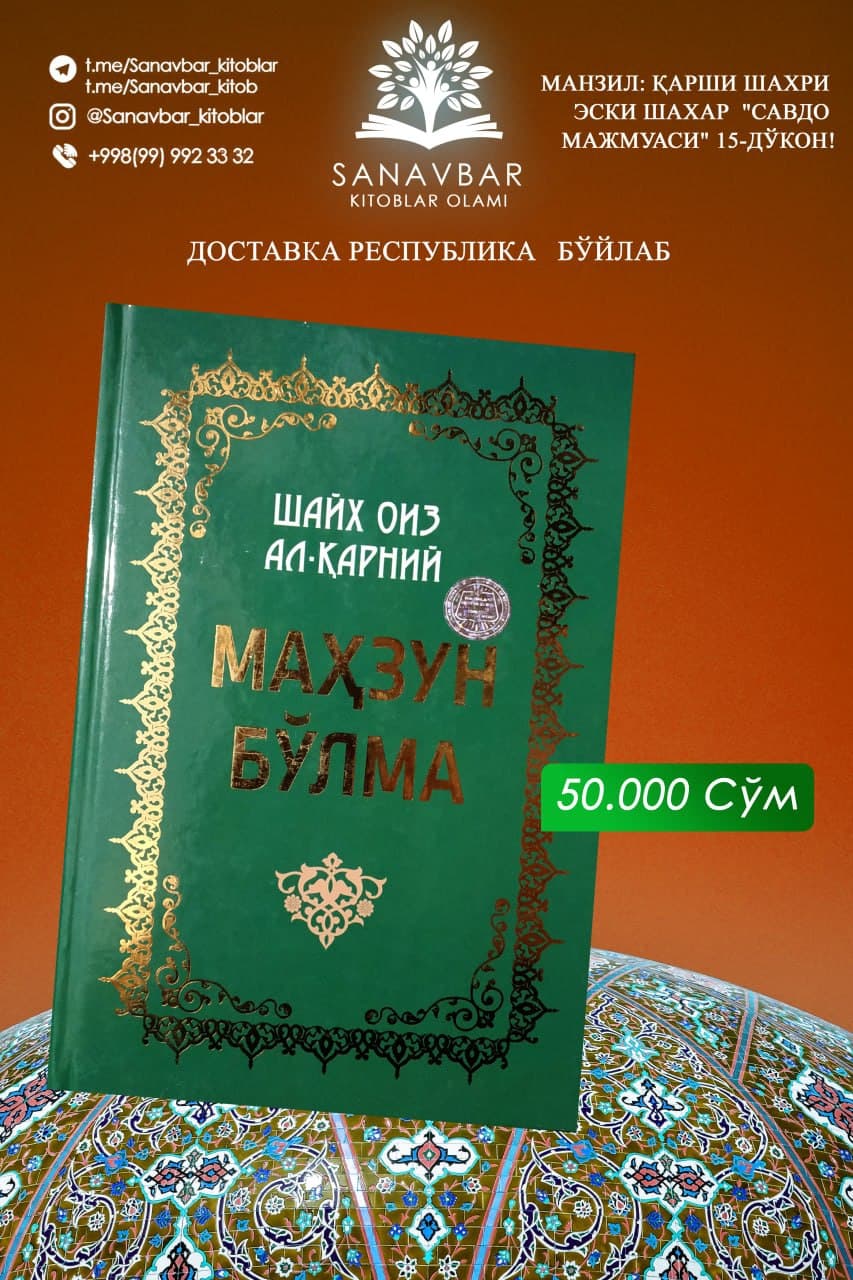 t.me/Sanavbar_kitoblar
t.me/Sanavbar_kitob
@Sanavbar_kitoblar
+998(99) 992 33 32
SANAVBAR
KITOBLAR OLAMI
МАНЗИЛ: ҚАРШИ ШАХРИ
ЭСКИ ШАХАР "САВДО
МАЖМУАСИ" 15-ДЎКОН!
ДОСТАВКА РЕСПУБЛИКА БЎЙЛАБ
ШАЙХ ОИЗ
АЛ-ҚАРНИЙ
МАҲЗУН
БЎЛМА
50.000 Сўм